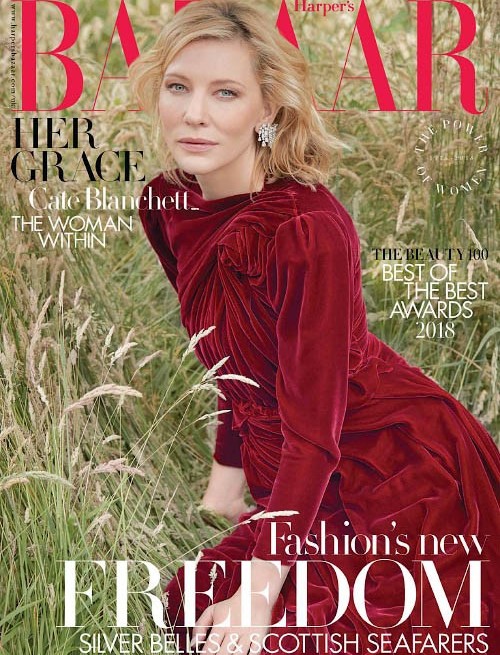 Harper's
BAZAAR
HER
GRACE
Cate Blanchett_
THE WOMAN
WITHIN
THE POWER
OF WOMEN
THE BEAUTY 100
BEST OF
THE BEST
AWARDS
2018
Fashion's new
FREEDOM
SILVER BELLES & SCOTTISH SEAFARERS